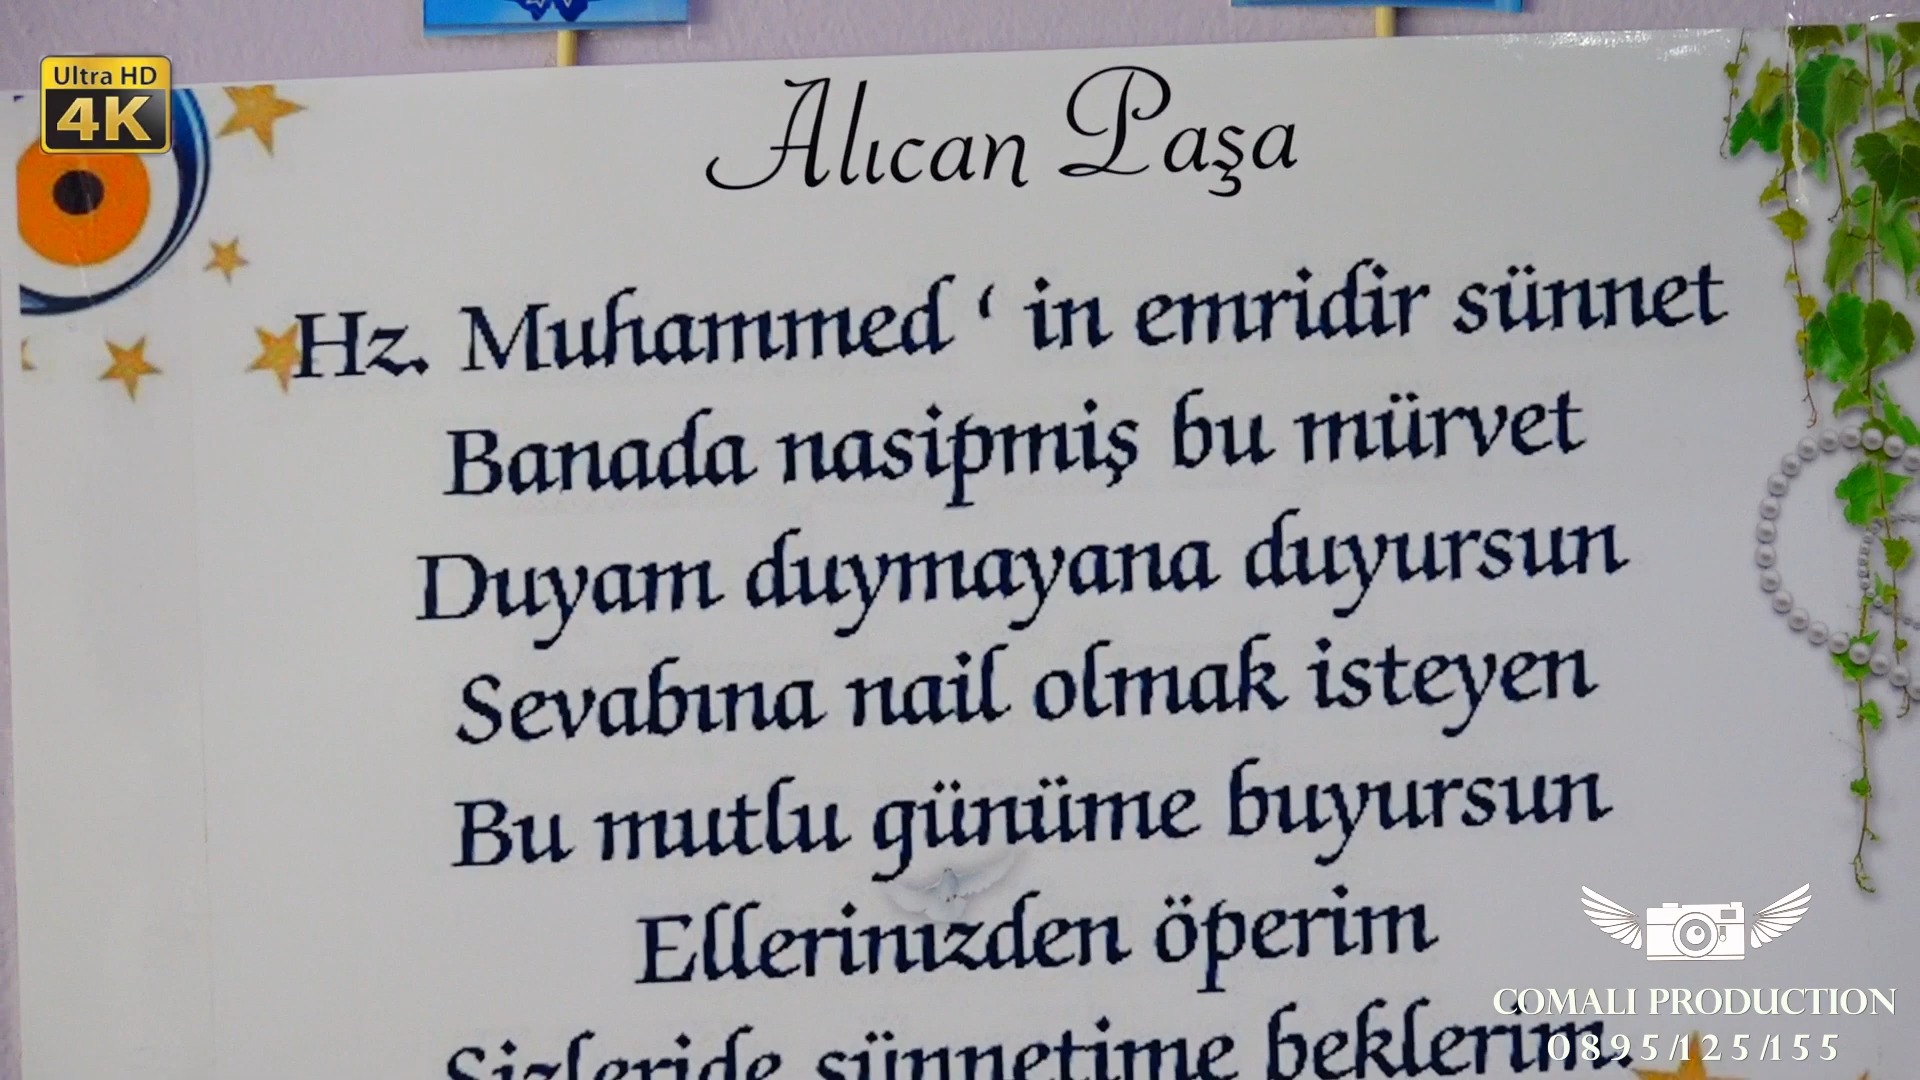 Ultra HD
4K
Alıcan Paşa
Hz. Muhammed ‘ in emridir sünnet
Banada nasipmiş bu mürvet
Duyam duymayana duyursun
Sevabına nail olmak isteyen
Bu mutlu günüme buyursun
Ellerinızden öperim
Sizleride sünnetime beklerim.
COMALI PRODUCTION
0895/125/155